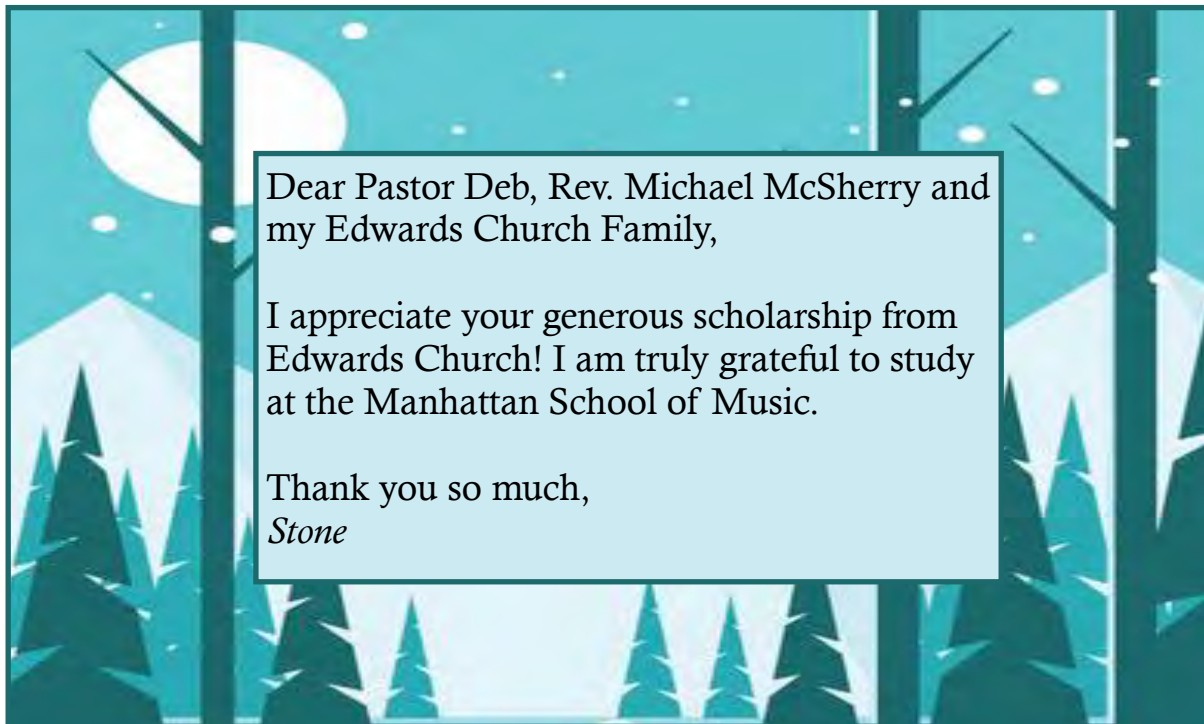 Dear Pastor Deb, Rev. Michael McSherry and
my Edwards Church Family,
I appreciate your generous scholarship from
Edwards Church! I am truly grateful to study
at the Manhattan School of Music.
Thank you so much,
Stone